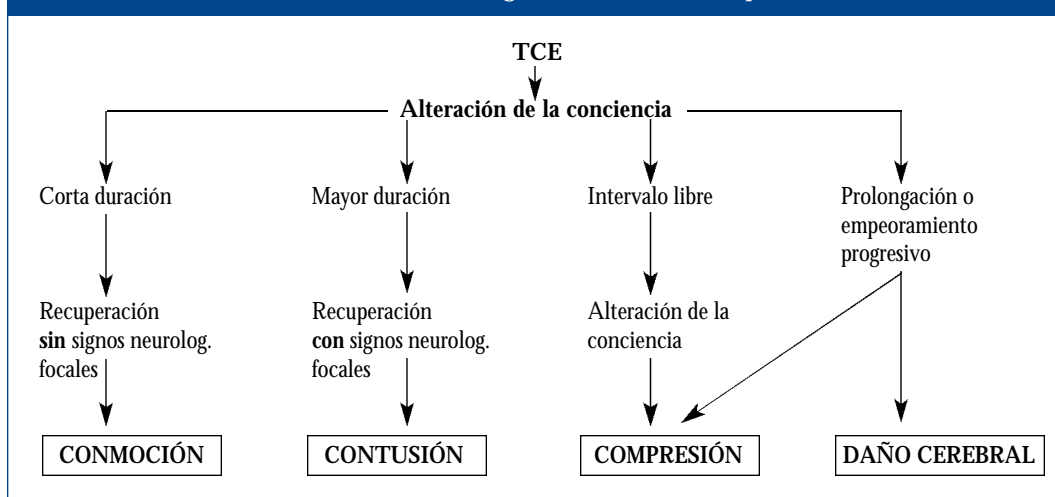 TCE
Alteración de la conciencia
Corta duración
Mayor duración
Intervalo libre
Prolongación o
empeoramiento
progresivo
Recuperación
sin signos neurolog.
focales
Recuperación
con signos neurolog.
focales
Alteración de la
conciencia
CONMOCIÓN
CONTUSIÓN
COMPRESIÓN
DAÑO CEREBRAL